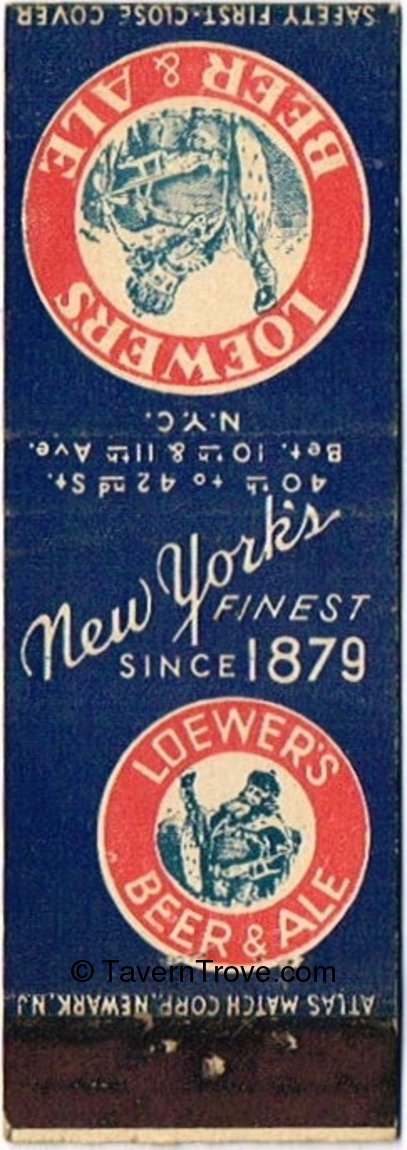 SAFETY FIRST-CLOSE COVER
LOEWER'S
BEER & ALE
40th to 42nd St.
Bet. 10th & 11th Ave.
N.Y.C.
New York's
FINEST
SINCE 1879
LOEWER'S
BEER & ALE
© TavernTrove.com
ATLAS MATCH CORP. NEWARK, N.J.